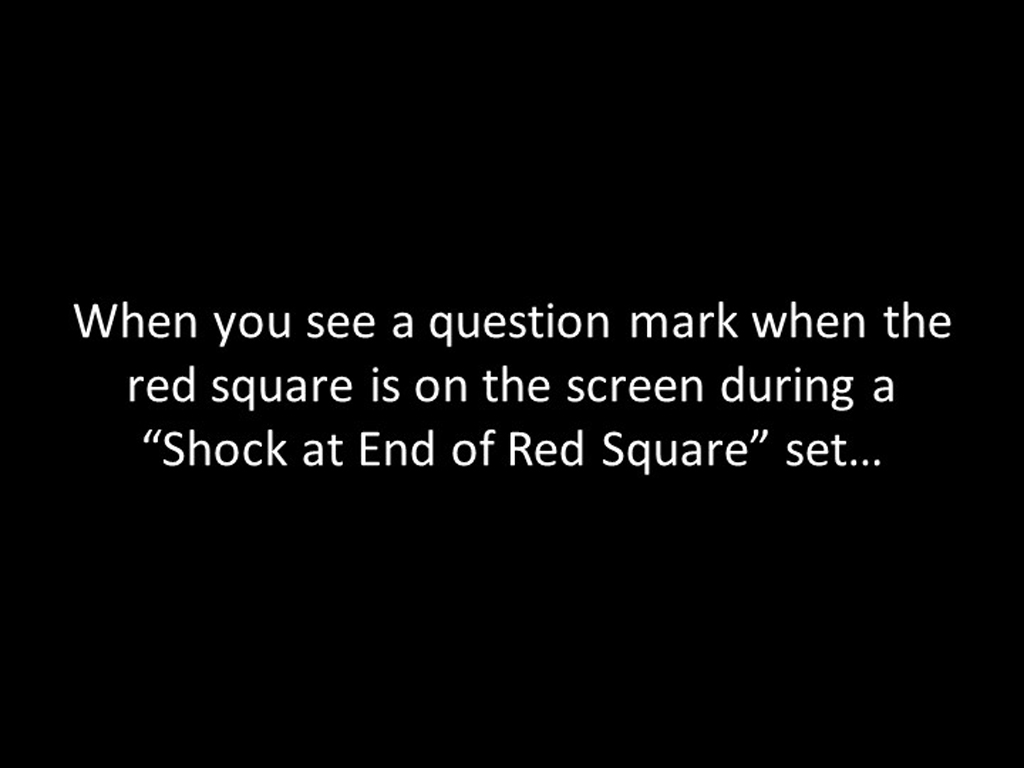 When you see a question mark when the
red square is on the screen during a
“Shock at End of Red Square” set…